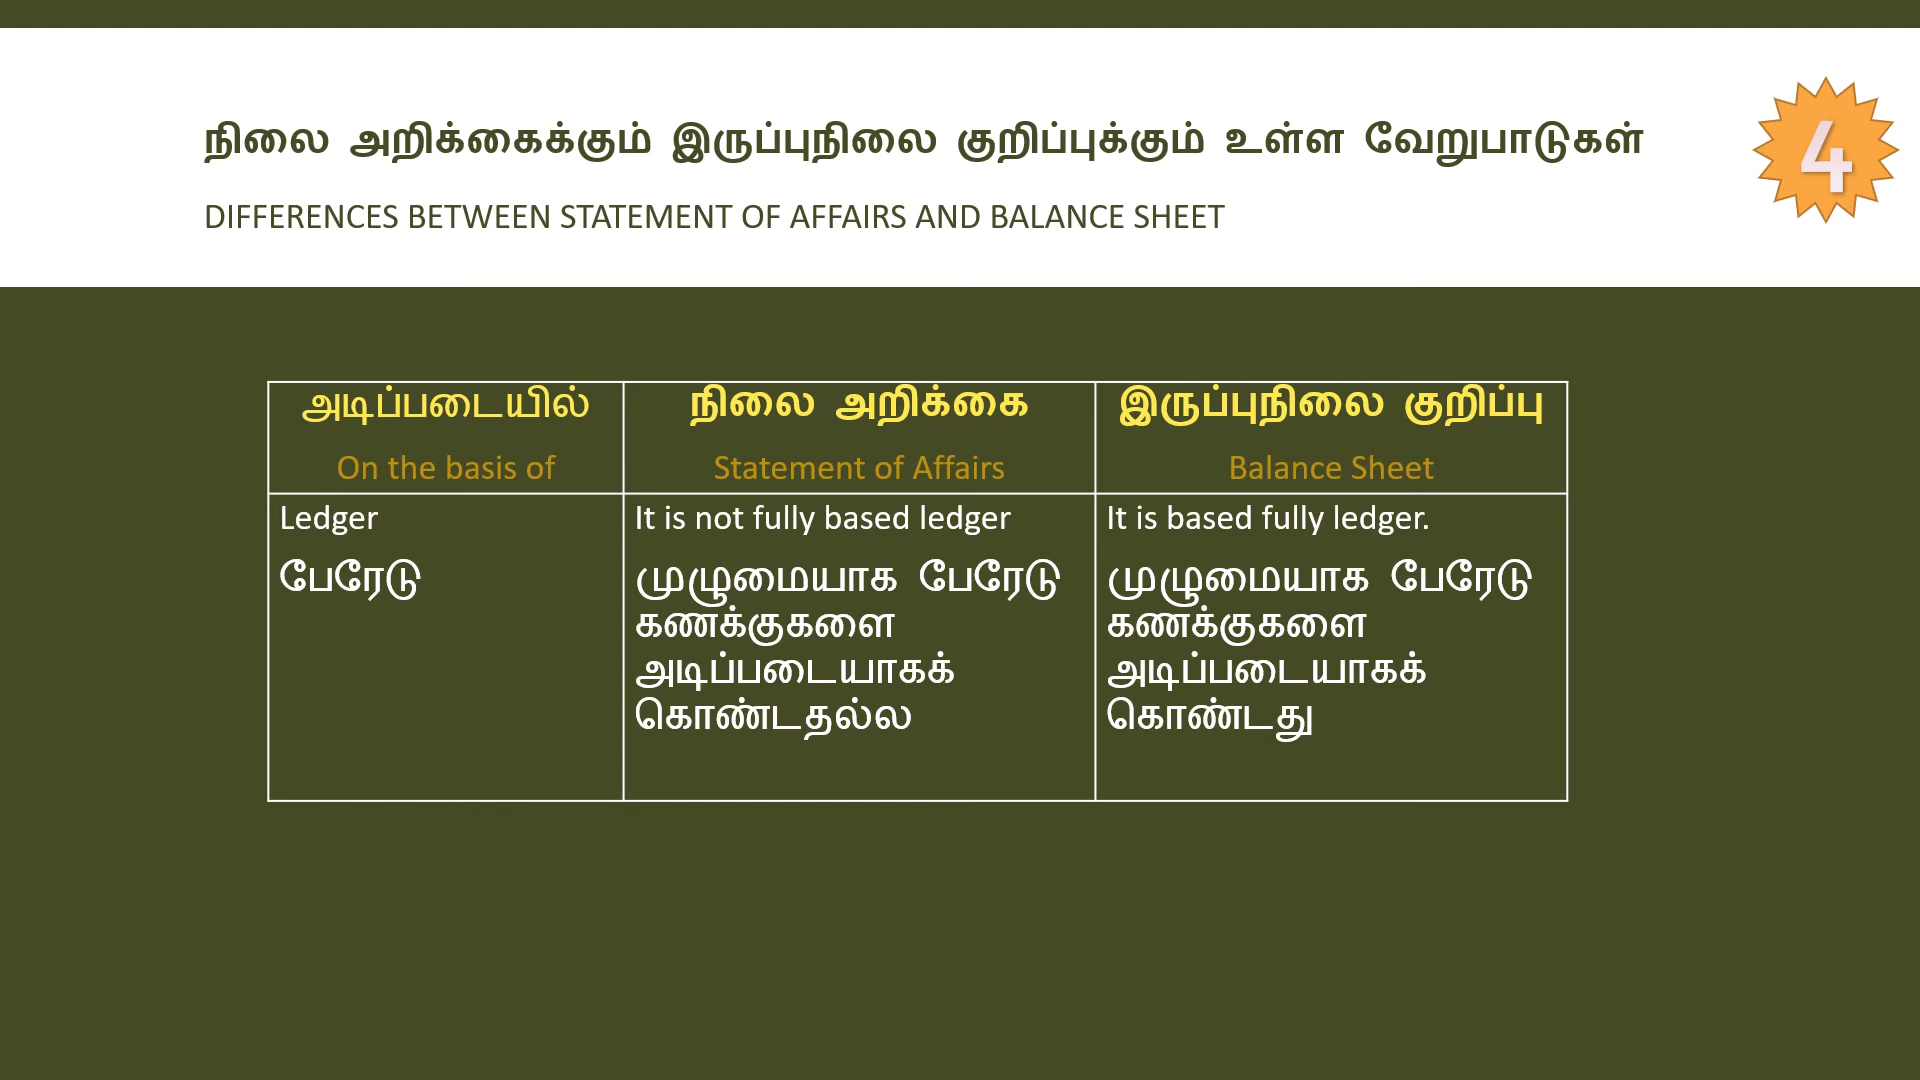 நிலை அறிக்கைக்கும் இருப்புநிலை குறிப்புக்கும் உள்ள வேறுபாடுகள்
4
DIFFERENCES BETWEEN STATEMENT OF AFFAIRS AND BALANCE SHEET
அடிப்படையில்
On the basis of
நிலை அறிக்கை
Statement of Affairs
இருப்புநிலை குறிப்பு
Balance Sheet
Ledger
பேரேடு
It is not fully based ledger
முழுமையாக பேரேடு
கணக்குகளை
அடிப்படையாகக்
கொண்டதல்ல
It is based fully ledger.
முழுமையாக பேரேடு
கணக்குகளை
அடிப்படையாகக்
கொண்டது